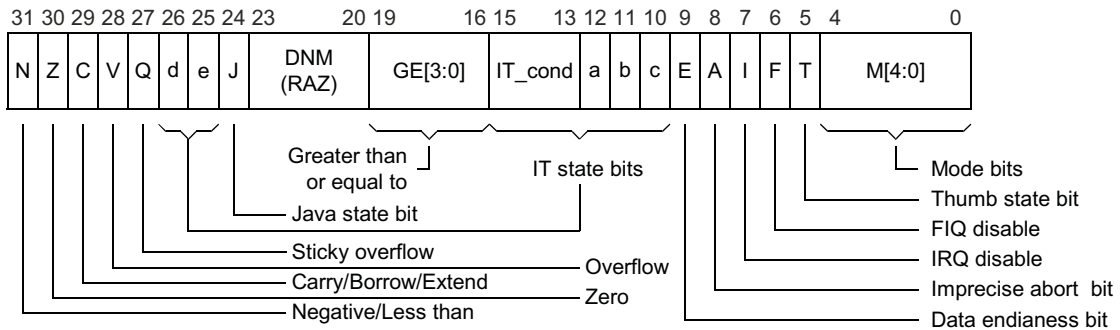 31 30 29 28 27 26 25 24 23 20 19 16 15 13 12 11 10 9 8 7 6 5 4 0
N Z C V Q d e J DNM (RAZ) GE[3:0] IT_cond a b c E A I F T M[4:0]
Greater than
or equal to
IT state bits
Mode bits
Java state bit
Thumb state bit
FIQ disable
Sticky overflow
IRQ disable
Overflow
Carry/Borrow/Extend
Imprecise abort bit
Zero
Negative/Less than
Data endianess bit